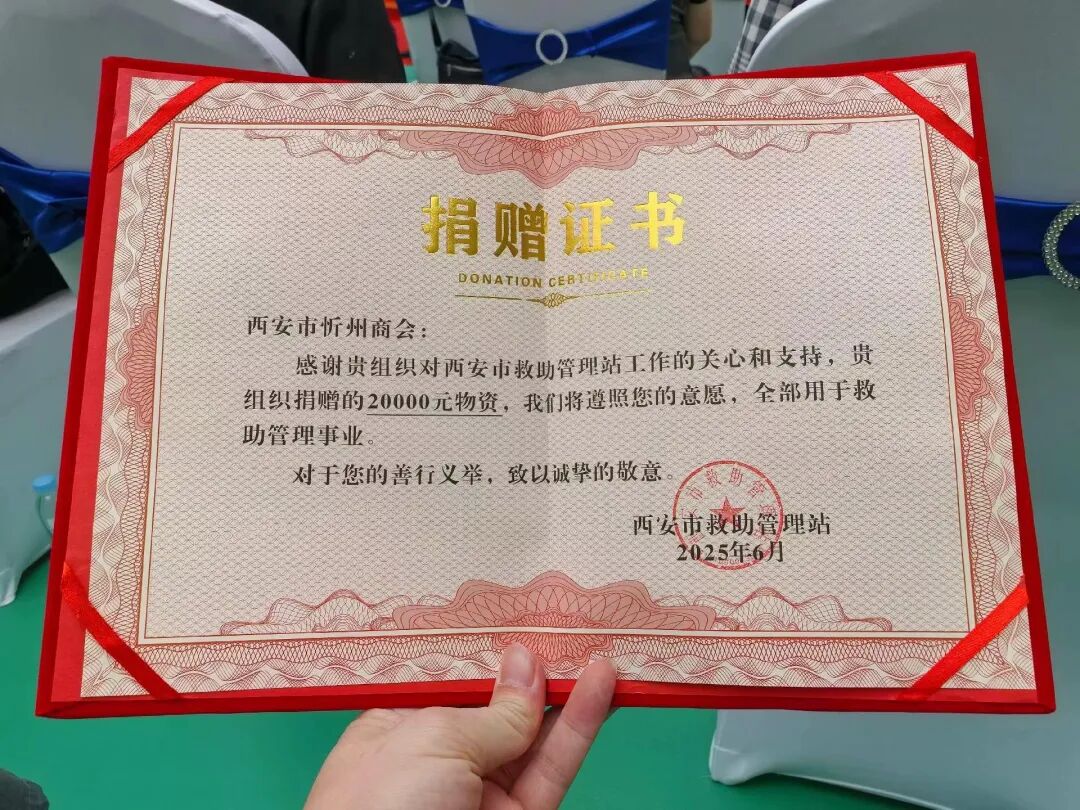 捐赠证书
DONATION CERTIFICATE
西安市忻州商会：
感谢贵组织对西安市救助管理站工作的关心和支持，贵
组织捐赠的20000元物资，我们将遵照您的意愿，全部用于救
助管理事业。
对于您的善行义举，致以诚挚的敬意。
西安市救助管理站
2025年6月